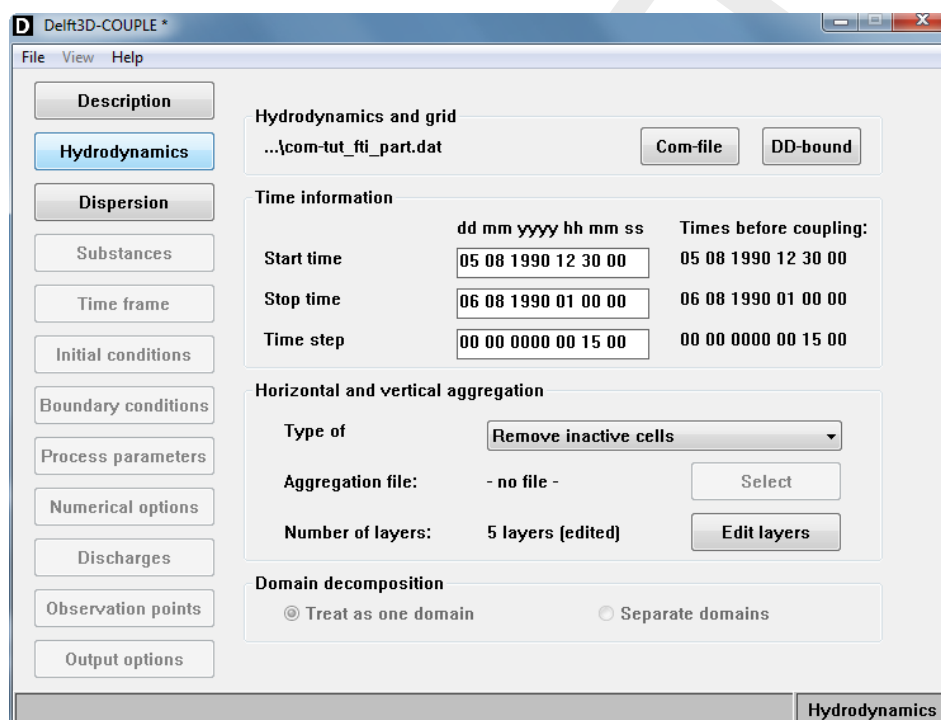 D Delft3D-COUPLE *
File View Help
Description
Hydrodynamics
Dispersion
Substances
Time frame
Initial conditions
Boundary conditions
Process parameters
Numerical options
Discharges
Observation points
Output options
Hydrodynamics and grid
...\com-tut_fti_part.dat Com-file DD-bound
Time information
dd mm yyyy hh mm ss Times before coupling:
Start time 05 08 1990 12 30 00 05 08 1990 12 30 00
Stop time 06 08 1990 01 00 00 06 08 1990 01 00 00
Time step 00 00 0000 00 15 00 00 00 0000 00 15 00
Horizontal and vertical aggregation
Type of Remove inactive cells
Aggregation file: - no file - Select
Number of layers: 5 layers (edited) Edit layers
Domain decomposition
Treat as one domain Separate domains
Hydrodynamics